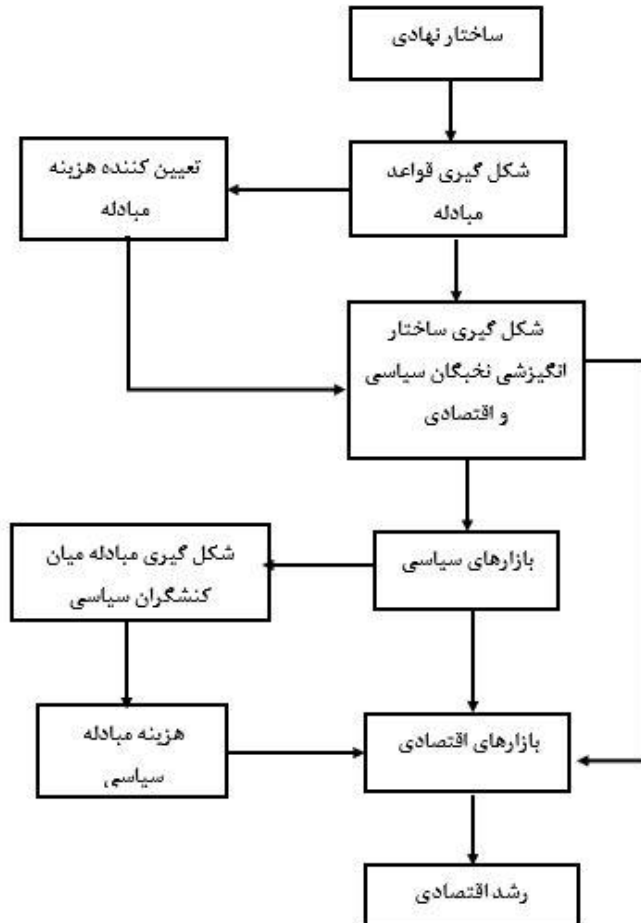 ساختار نهادی
شکل گیری قواعد
مبادله
تعیین کننده هزینه
مبادله
شکل گیری ساختار
انگیزشی نخبگان سیاسی
و اقتصادی
بازارهای سیاسی
شکل گیری مبادله میان
کنشگران سیاسی
بازارهای اقتصادی
هزینه مبادله
سیاسی
رشد اقتصادی